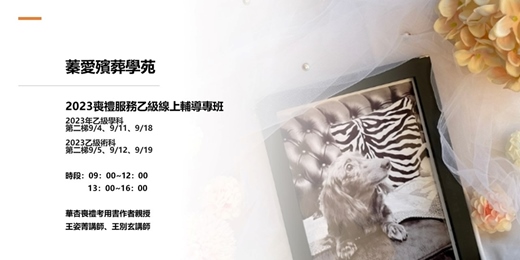 蓁愛殯葬學苑
2023喪禮服務乙級線上輔導專班
2023年乙級學科
第二梯9/4、9/11、9/18
2023乙級術科
第二梯9/5、9/12、9/19
時段：09：00~12：00
13：00~16：00
華杏喪禮考用書作者親授
王姿菁講師、王別玄講師